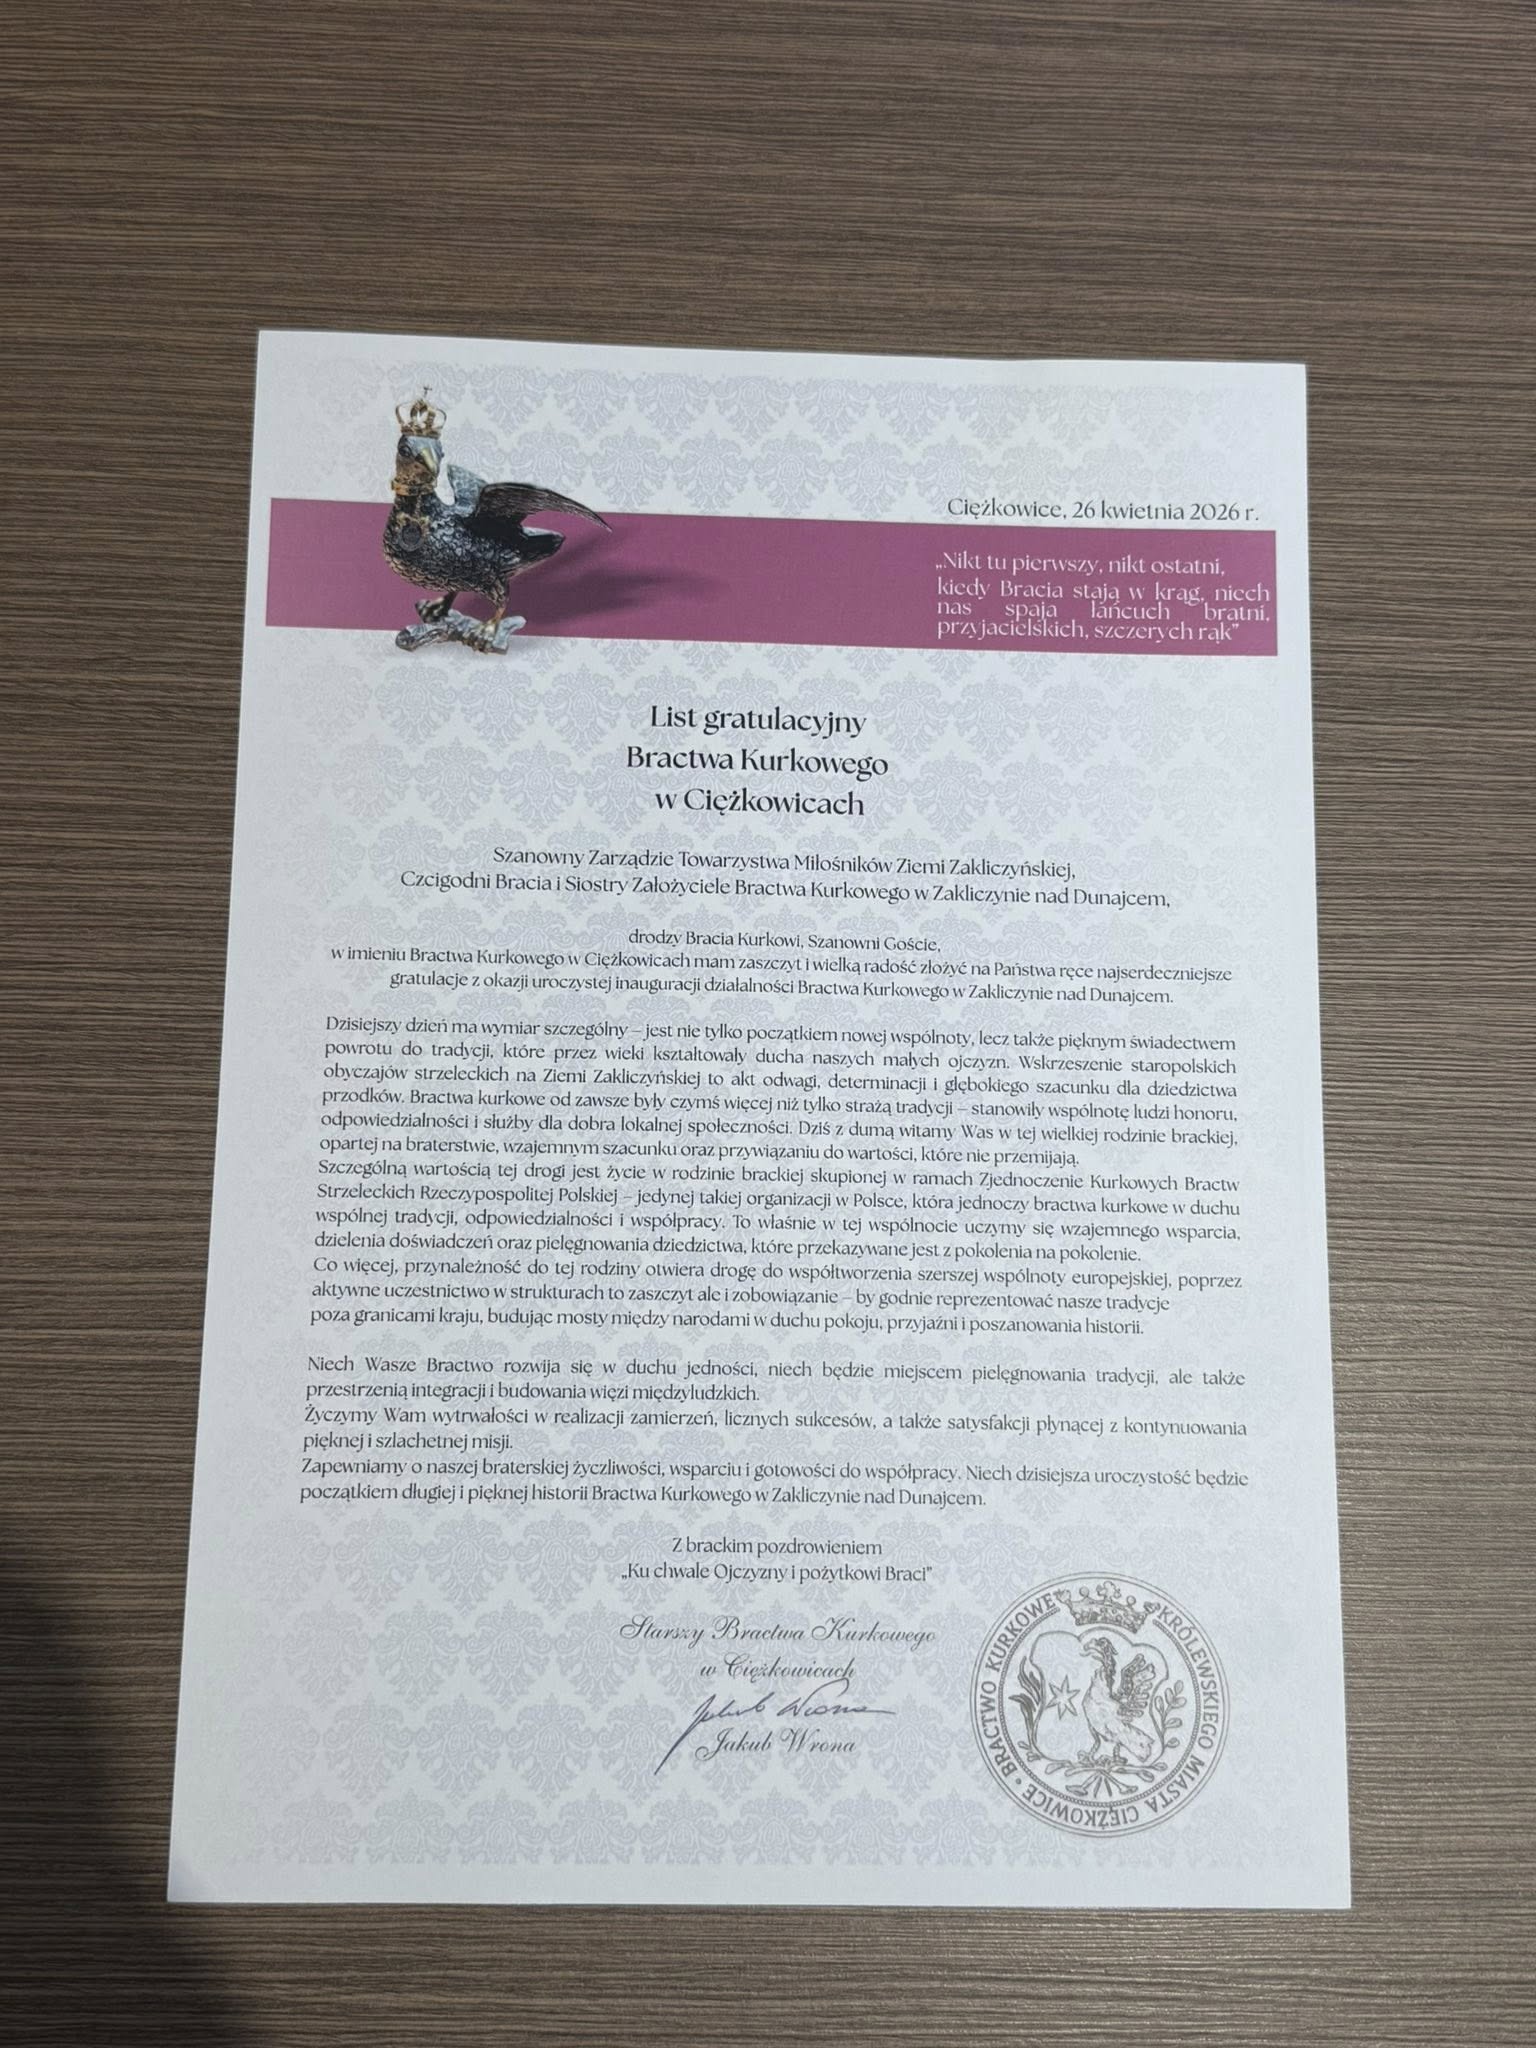 Ciężkowice, 26 kwietnia 2026 r.
„Nikt tu pierwszy, nikt ostatni,
kiedy Bracia stają w krąg, niech
nas spaja łańcuch bratni,
przyjacielskich, szczerych rąk”
List gratulacyjny
Bractwa Kurkowego
w Ciężkowicach
Szanowny Zarządzie Towarzystwa Miłośników Ziemi Zakliczyńskiej,
Czcigodni Bracia i Siostry Założyciele Bractwa Kurkowego w Zakliczynie nad Dunajcem,
drodzy Bracia Kurkowi, Szanowni Goście,
w imieniu Bractwa Kurkowego w Ciężkowicach mam zaszczyt i wielką radość złożyć na Państwa ręce najserdeczniejsze
gratulacje z okazji uroczystej inauguracji działalności Bractwa Kurkowego w Zakliczynie nad Dunajcem.
Dzisiejszy dzień ma wymiar szczególny – jest nie tylko początkiem nowej wspólnoty, lecz także pięknym świadectwem
powrotu do tradycji, które przez wieki kształtowały ducha naszych małych ojczyzn. Wskrzeszenie staropolskich
obyczajów strzeleckich na Ziemi Zakliczyńskiej to akt odwagi, determinacji i głębokiego szacunku dla dziedzictwa
przodków. Bractwa kurkowe od zawsze były czymś więcej niż tylko strażą tradycji – stanowiły wspólnotę ludzi honoru,
odpowiedzialności i służby dla dobra lokalnej społeczności. Dziś z dumą witamy Was w tej wielkiej rodzinie brackiej,
opartej na braterstwie, wzajemnym szacunku oraz przywiązaniu do wartości, które nie przemijają.
Szczególną wartością tej drogi jest życie w rodzinie brackiej skupionej w ramach Zjednoczenie Kurkowych Bractw
Strzeleckich Rzeczypospolitej Polskiej – jedynej takiej organizacji w Polsce, która jednoczy bractwa kurkowe w duchu
wspólnej tradycji, odpowiedzialności i współpracy. To właśnie w tej wspólnocie uczymy się wzajemnego wsparcia,
dzielenia doświadczeń oraz pielęgnowania dziedzictwa, które przekazywane jest z pokolenia na pokolenie.
Co więcej, przynależność do tej rodziny otwiera drogę do współtworzenia szerszej wspólnoty europejskiej, poprzez
aktywne uczestnictwo w strukturach to zaszczyt ale i zobowiązanie – by godnie reprezentować nasze tradycje
poza granicami kraju, budując mosty między narodami w duchu pokoju, przyjaźni i poszanowania historii.
Niech Wasze Bractwo rozwija się w duchu jedności, niech będzie miejscem pielęgnowania tradycji, ale także
przestrzenią integracji i budowania więzi międzyludzkich.
Życzymy Wam wytrwałości w realizacji zamierzeń, licznych sukcesów, a także satysfakcji płynącej z kontynuowania
pięknej i szlachetnej misji.
Zapewniamy o naszej braterskiej życzliwości, wsparciu i gotowości do współpracy. Niech dzisiejsza uroczystość będzie
początkiem długiej i pięknej historii Bractwa Kurkowego w Zakliczynie nad Dunajcem.
Z brackim pozdrowieniem
„Ku chwale Ojczyzny i pożytkowi Braci”
Starszy Bractwa Kurkowego
w Ciężkowicach
Jakub Wrona
Jakub Wrona
BRACTWO KURKOWE KRÓLEWSKIEGO MIASTA CIĘŻKOWICE •